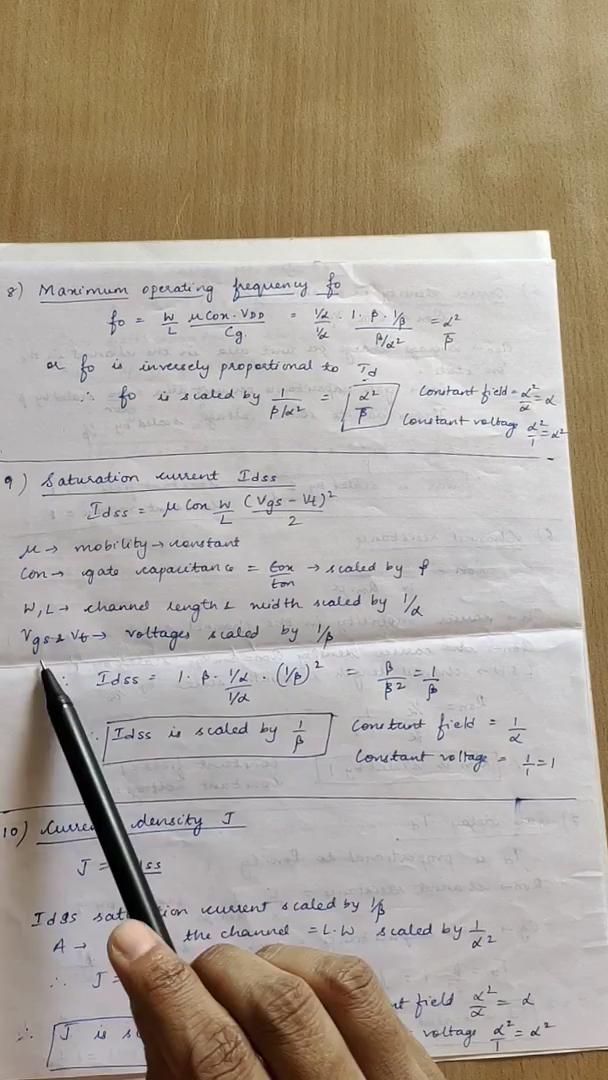 8) Maximum operating frequency fo
fo = W/L μCox·VDD/Cg = 1/α/1/α · 1·β·1/β / β/α² = α²/β
or fo is inversely proportional to Td
∴ fo is scaled by 1/β/α² = α²/β Constant field = α²/α = α
Constant voltage α²/1 = α²
9) Saturation current Idss
Idss = μ Cox W/L (Vgs - Vt)²/2
μ → mobility → constant
Cox → gate capacitance = Eox/tox → scaled by β
W, L → channel length & width scaled by 1/α
Vgs & Vt → voltages scaled by 1/β
∴ Idss = 1·β· 1/α/1/α · (1/β)² = β/β² = 1/β
∴ Idss is scaled by 1/β Constant field = 1/α
Constant voltage = 1/1 = 1
10) Current density J
J = Idss
Idss saturation current scaled by 1/β
A → the channel = L·W scaled by 1/α²
∴ J = field α²/α = α
∴ J is voltage α²/1 = α²